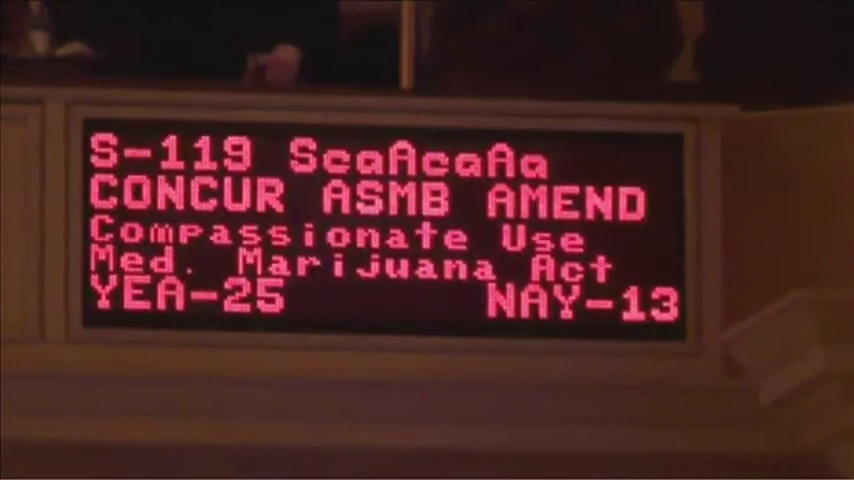 S-119 ScaAcaAa
CONCUR ASMB AMEND
Compassionate Use
Med. Marijuana Act
YEA-25 NAY-13